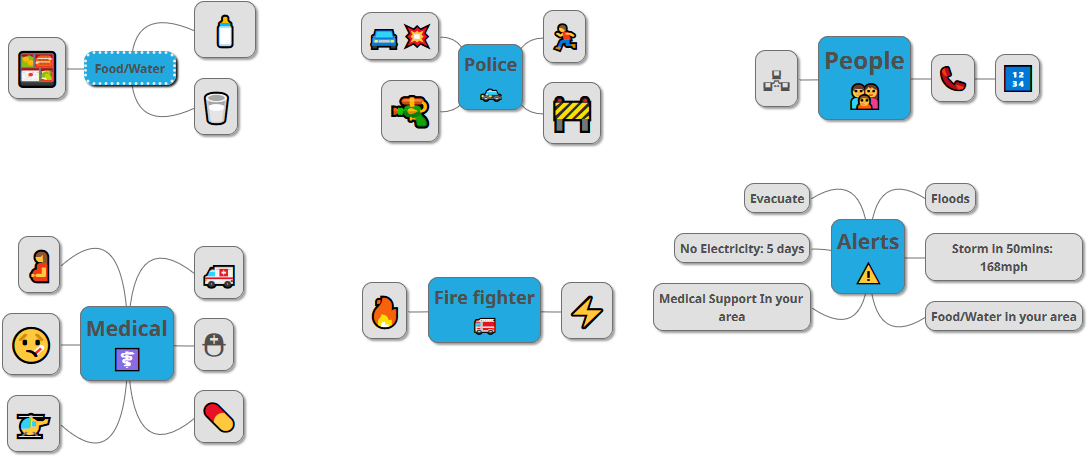 Food/Water
Police
People
12
34
Evacuate
Floods
Alerts
No Electricity: 5 days
Storm in 50mins:
168mph
Medical Support In your
area
Food/Water in your area
Medical
Fire fighter